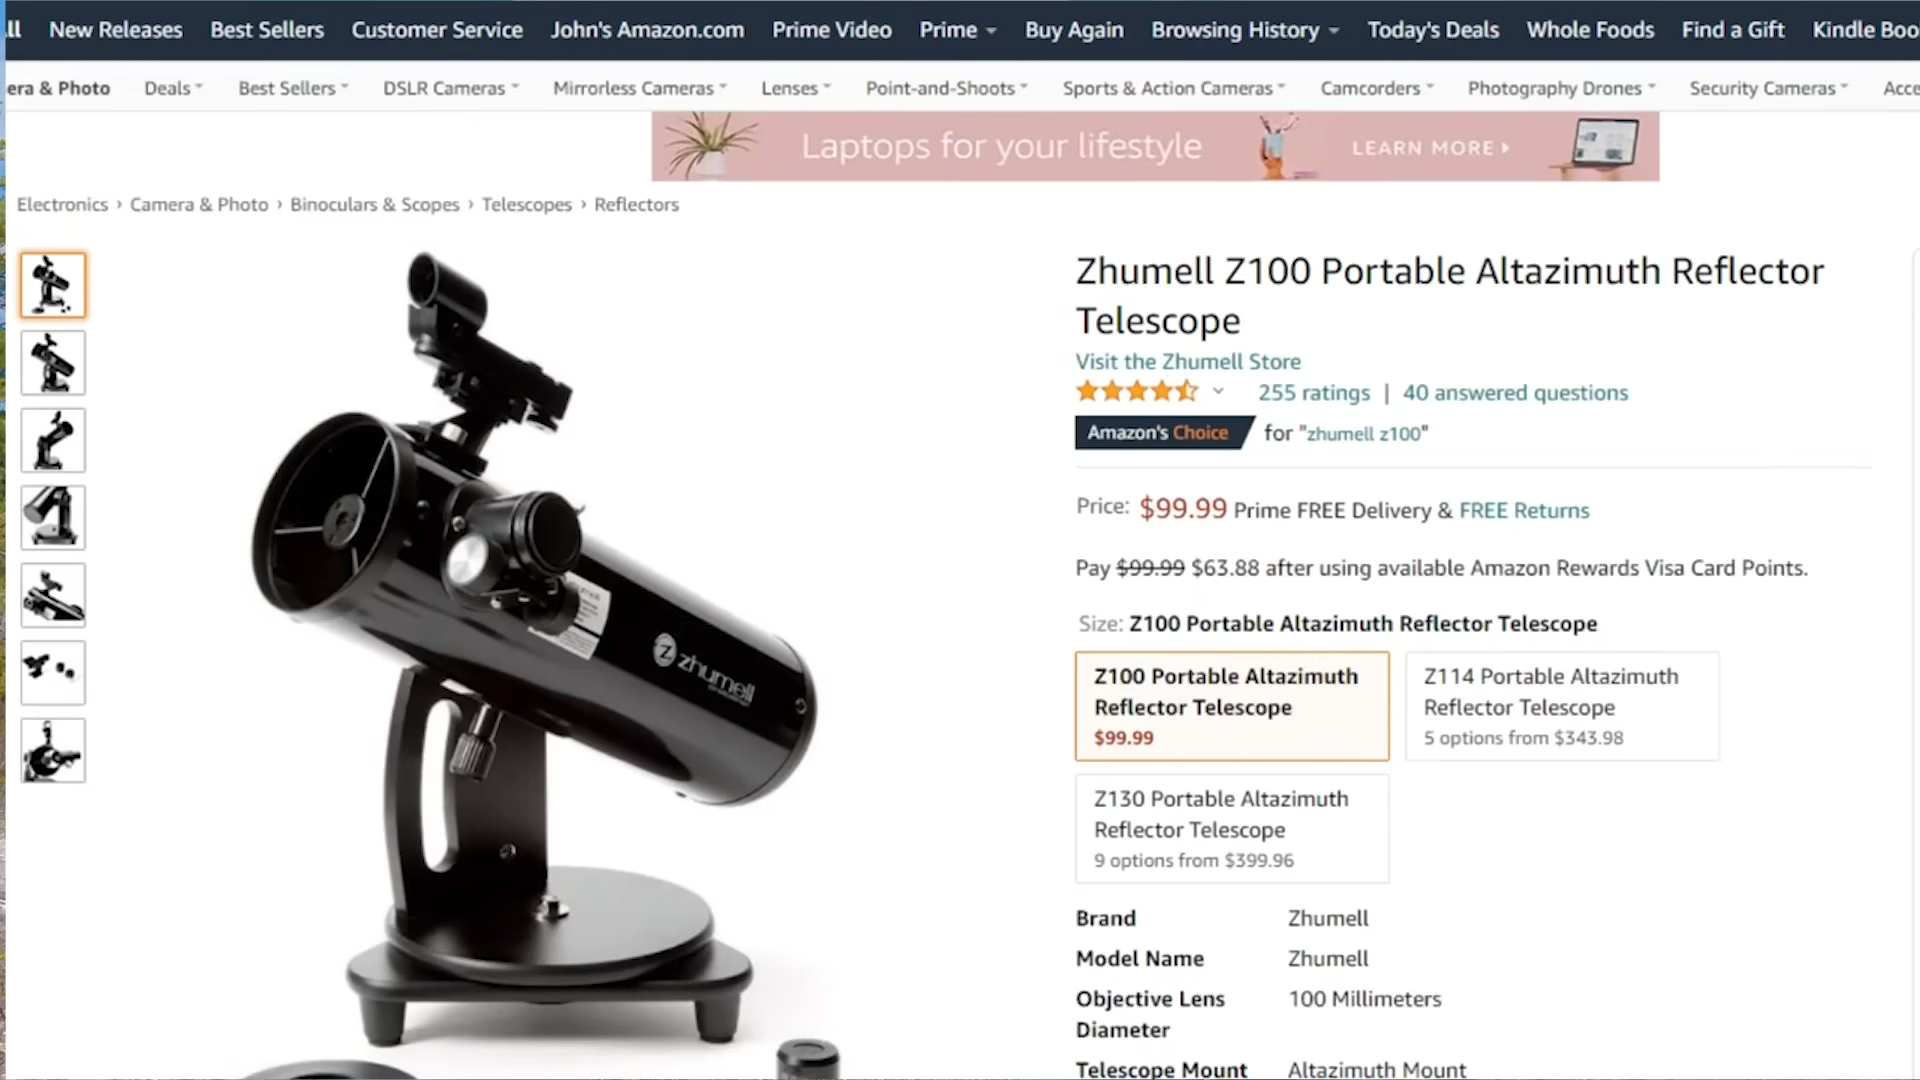 ll New Releases Best Sellers Customer Service John's Amazon.com Prime Video Prime Buy Again Browsing History Today's Deals Whole Foods Find a Gift Kindle Boo
era & Photo Deals Best Sellers DSLR Cameras Mirrorless Cameras Lenses Point-and-Shoots Sports & Action Cameras Camcorders Photography Drones Security Cameras Acce
Laptops for your lifestyle LEARN MORE
Electronics › Camera & Photo › Binoculars & Scopes › Telescopes › Reflectors
Zhumell Z100 Portable Altazimuth Reflector
Telescope
Visit the Zhumell Store
255 ratings | 40 answered questions
Amazon's Choice for "zhumell z100"
Price: $99.99 Prime FREE Delivery & FREE Returns
Pay $99.99 $63.88 after using available Amazon Rewards Visa Card Points.
Size: Z100 Portable Altazimuth Reflector Telescope
Z100 Portable Altazimuth
Reflector Telescope
$99.99
Z114 Portable Altazimuth
Reflector Telescope
5 options from $343.98
Z130 Portable Altazimuth
Reflector Telescope
9 options from $399.96
Brand Zhumell
Model Name Zhumell
Objective Lens 100 Millimeters
Diameter
Telescope Mount Altazimuth Mount
Z zhumell